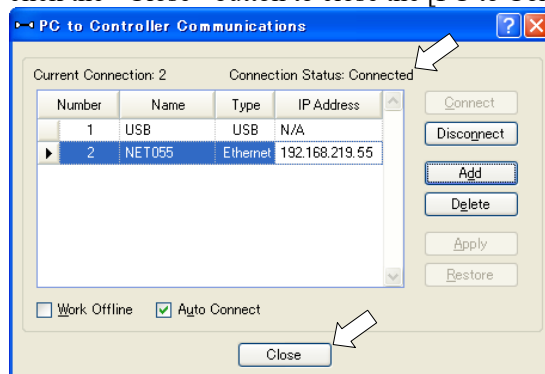 PC to Controller Communications
Current Connection: 2 Connection Status: Connected
Number Name Type IP Address
1 USB USB N/A
2 NET055 Ethernet 192.168.219.55
Connect
Disconnect
Add
Delete
Apply
Restore
Work Offline Auto Connect
Close